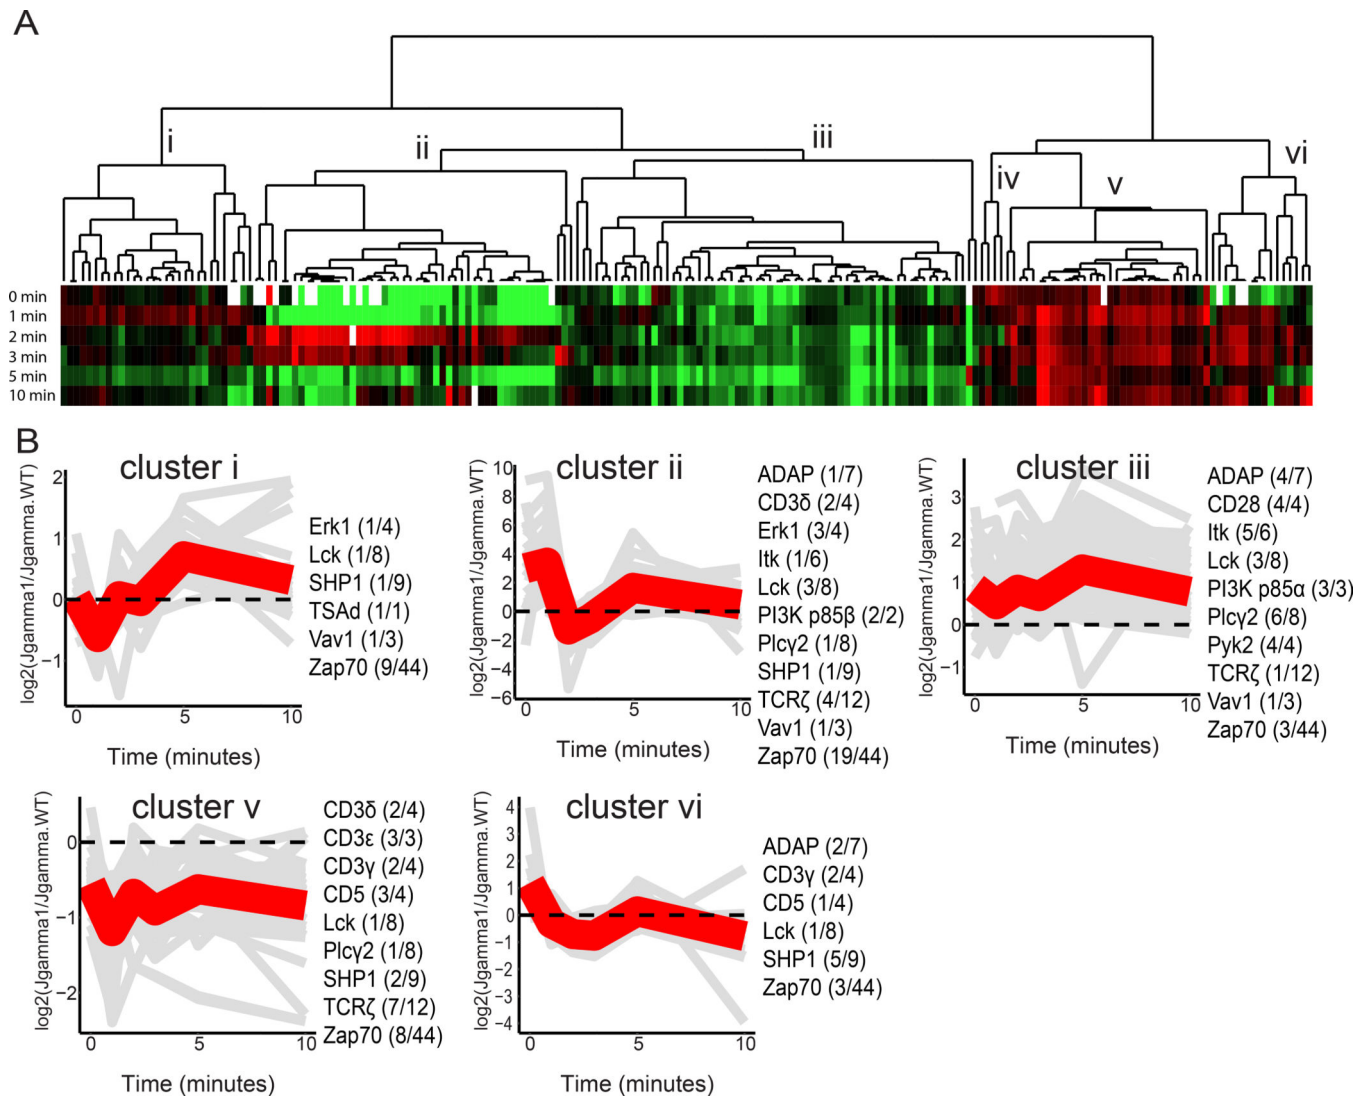 A
i
ii
iii
iv
v
vi
0 min
1 min
2 min
3 min
5 min
10 min
B
cluster i
log2(Jgamma1/Jgamma.WT)
2
1
0
−1
0
5
10
Time (minutes)
Erk1 (1/4)
Lck (1/8)
SHP1 (1/9)
TSAd (1/1)
Vav1 (1/3)
Zap70 (9/44)
cluster ii
log2(Jgamma1/Jgamma.WT)
10
8
6
4
2
0
−2
−4
−6
0
5
10
Time (minutes)
ADAP (1/7)
CD3δ (2/4)
Erk1 (3/4)
Itk (1/6)
Lck (3/8)
PI3K p85β (2/2)
Plcγ2 (1/8)
SHP1 (1/9)
TCRζ (4/12)
Vav1 (1/3)
Zap70 (19/44)
cluster iii
log2(Jgamma1/Jgamma.WT)
3
2
1
0
−1
0
5
10
Time (minutes)
ADAP (4/7)
CD28 (4/4)
Itk (5/6)
Lck (3/8)
PI3K p85α (3/3)
Plcγ2 (6/8)
Pyk2 (4/4)
TCRζ (1/12)
Vav1 (1/3)
Zap70 (3/44)
cluster v
log2(Jgamma1/Jgamma.WT)
0
−1
−2
0
5
10
Time (minutes)
CD3δ (2/4)
CD3ε (3/3)
CD3γ (2/4)
CD5 (3/4)
Lck (1/8)
Plcγ2 (1/8)
SHP1 (2/9)
TCRζ (7/12)
Zap70 (8/44)
cluster vi
log2(Jgamma1/Jgamma.WT)
4
3
2
1
0
−1
−2
−3
−4
0
5
10
Time (minutes)
ADAP (2/7)
CD3γ (2/4)
CD5 (1/4)
Lck (1/8)
SHP1 (5/9)
Zap70 (3/44)